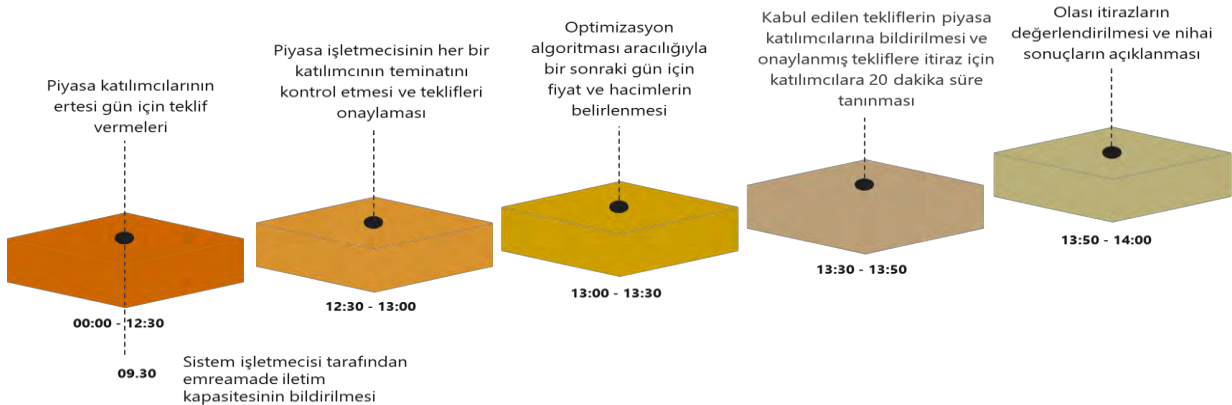 Piyasa katılımcılarının
ertesi gün için teklif
vermeleri
00:00 - 12:30
09.30
Sistem işletmecisi tarafından
emreamade iletim
kapasitesinin bildirilmesi
Piyasa işletmecisinin her bir
katılımcının teminatını
kontrol etmesi ve teklifleri
onaylaması
12:30 - 13:00
Optimizasyon
algoritması aracılığıyla
bir sonraki gün için
fiyat ve hacimlerin
belirlenmesi
13:00 - 13:30
Kabul edilen tekliflerin piyasa
katılımcılarına bildirilmesi ve
onaylanmış tekliflere itiraz için
katılımcılara 20 dakika süre
tanınması
13:30 - 13:50
Olası itirazların
değerlendirilmesi ve nihai
sonuçların açıklanması
13:50 - 14:00